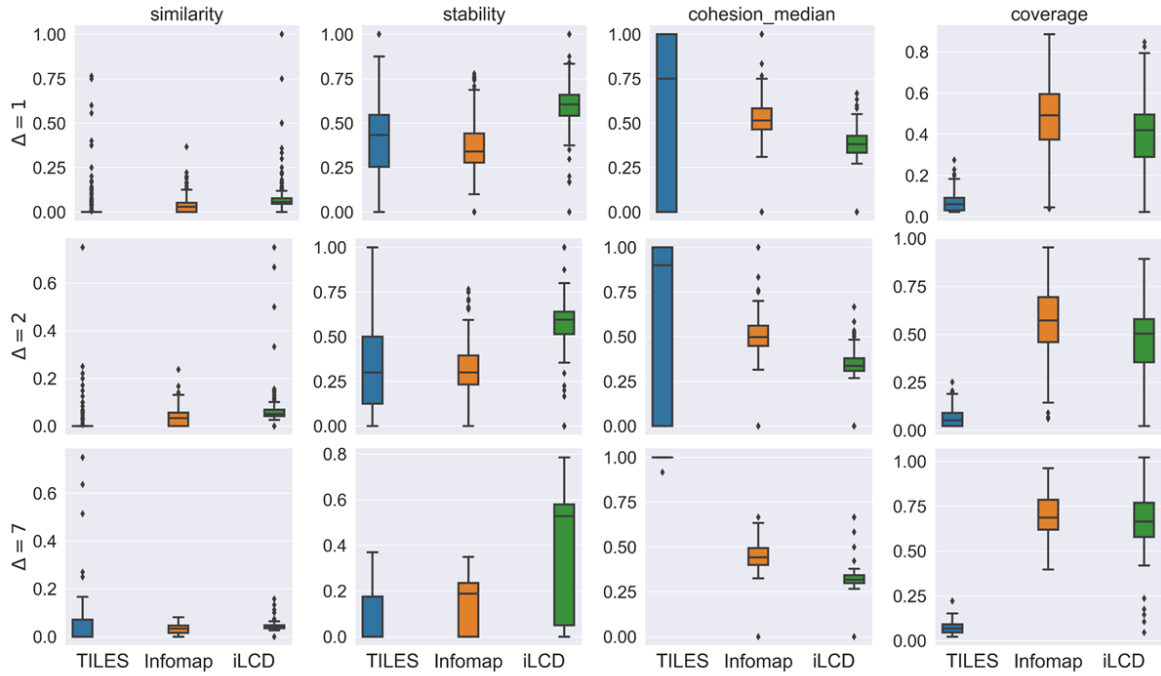 similarity stability cohesion_median coverage
Δ = 1
1.00 1.00 1.00 0.8
0.75 0.75 0.75 0.6
0.50 0.50 0.50 0.4
0.25 0.25 0.25 0.2
0.00 0.00 0.00 0.0
Δ = 2
0.6 1.00 1.00 1.00
0.4 0.75 0.75 0.75
0.2 0.50 0.50 0.50
0.0 0.25 0.25 0.25
0.00 0.00 0.00
Δ = 7
0.6 0.8 1.00 1.00
0.4 0.6 0.75 0.75
0.2 0.4 0.50 0.50
0.0 0.2 0.25 0.25
0.0 0.00 0.00
TILES Infomap iLCD TILES Infomap iLCD TILES Infomap iLCD TILES Infomap iLCD